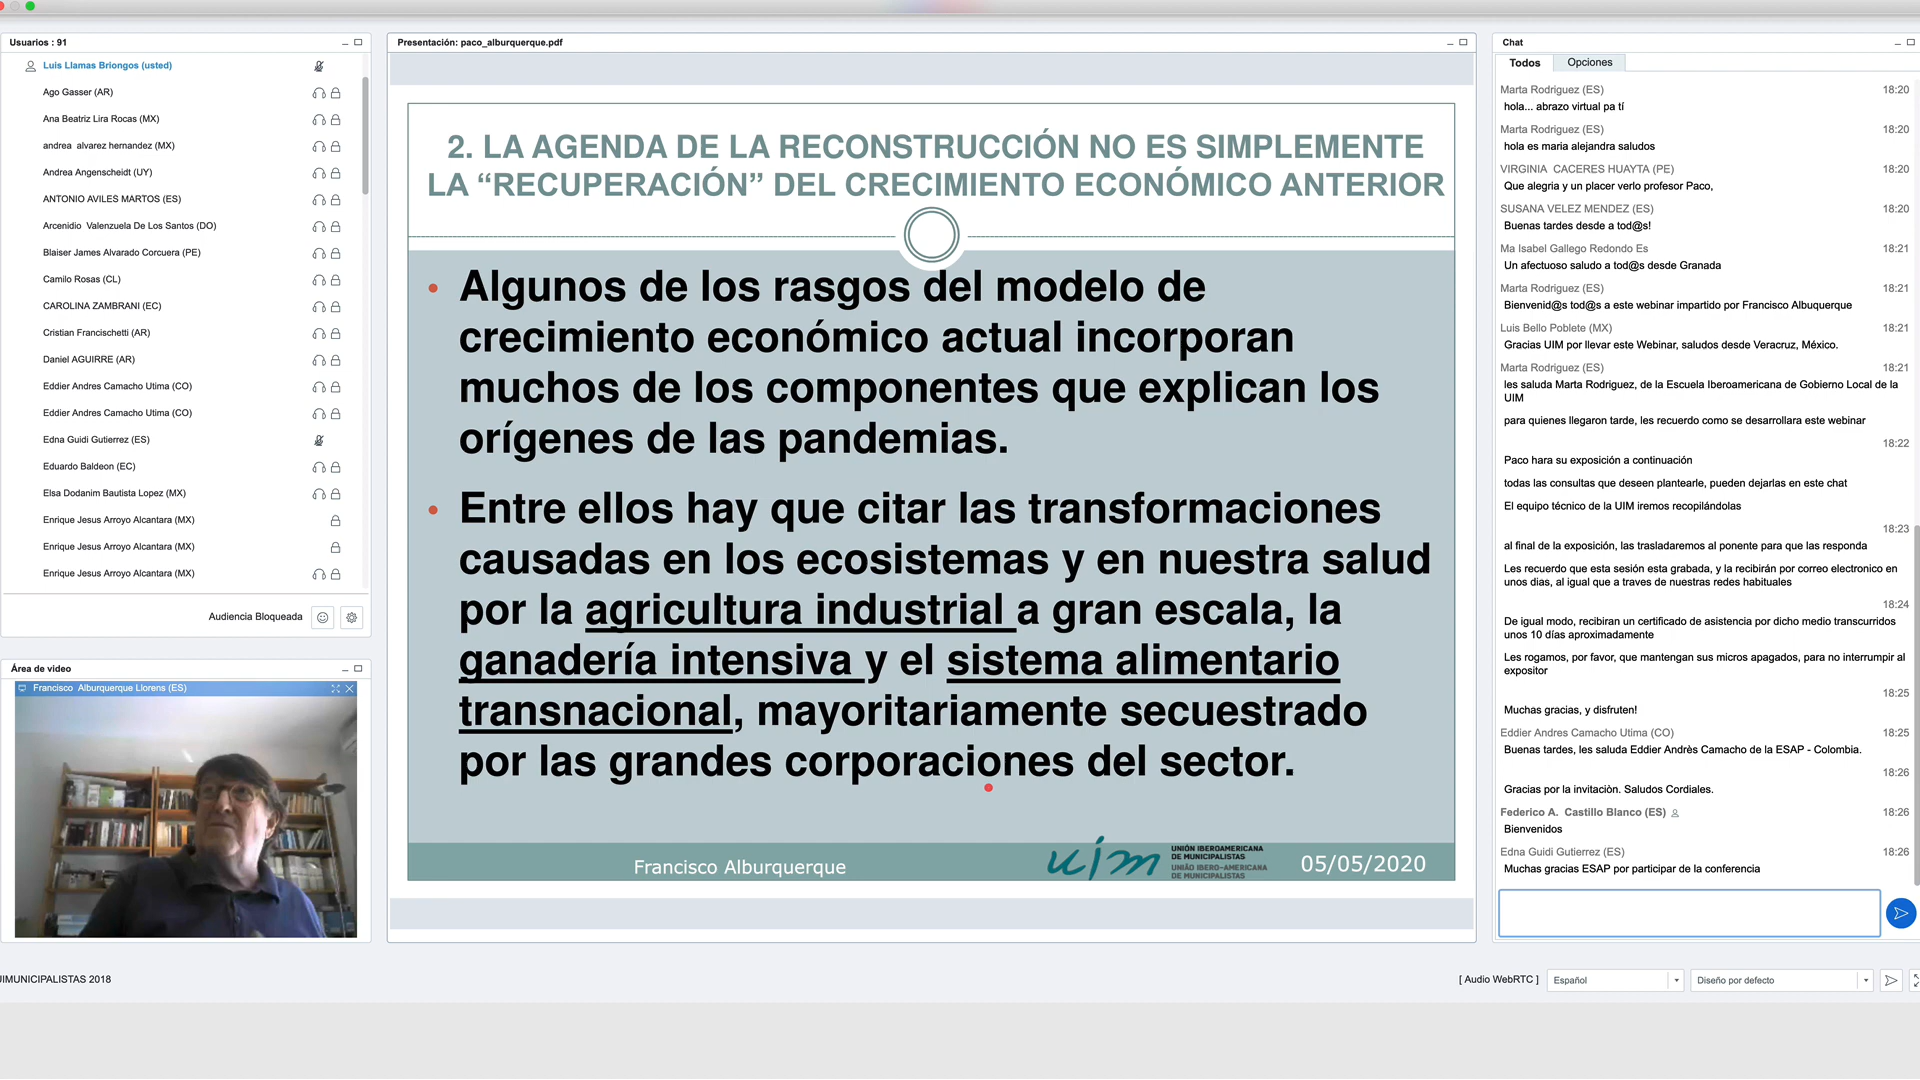 Usuarios : 91
Luis Llamas Briongos (usted)
Ago Gasser (AR)
Ana Beatriz Lira Rocas (MX)
andrea alvarez hernandez (MX)
Andrea Angenscheidt (UY)
ANTONIO AVILES MARTOS (ES)
Arcenidio Valenzuela De Los Santos (DO)
Blaiser James Alvarado Corcuera (PE)
Camilo Rosas (CL)
CAROLINA ZAMBRANI (EC)
Cristian Francischetti (AR)
Daniel AGUIRRE (AR)
Eddier Andres Camacho Utima (CO)
Eddier Andres Camacho Utima (CO)
Edna Guidi Gutierrez (ES)
Eduardo Baldeon (EC)
Elsa Dodanim Bautista Lopez (MX)
Enrique Jesus Arroyo Alcantara (MX)
Enrique Jesus Arroyo Alcantara (MX)
Enrique Jesus Arroyo Alcantara (MX)
Audiencia Bloqueada
Área de video
Francisco Alburquerque Llorens (ES)
Presentación: paco_alburquerque.pdf
2. LA AGENDA DE LA RECONSTRUCCIÓN NO ES SIMPLEMENTE
LA “RECUPERACIÓN” DEL CRECIMIENTO ECONÓMICO ANTERIOR
• Algunos de los rasgos del modelo de
crecimiento económico actual incorporan
muchos de los componentes que explican los
orígenes de las pandemias.
• Entre ellos hay que citar las transformaciones
causadas en los ecosistemas y en nuestra salud
por la agricultura industrial a gran escala, la
ganadería intensiva y el sistema alimentario
transnacional, mayoritariamente secuestrado
por las grandes corporaciones del sector.
Francisco Alburquerque
uim
UNIÓN IBEROAMERICANA
DE MUNICIPALISTAS
UNIÃO IBERO-AMERICANA
DE MUNICIPALISTAS
05/05/2020
Chat
Todos Opciones
Marta Rodriguez (ES) 18:20
hola... abrazo virtual pa tí
Marta Rodriguez (ES) 18:20
hola es maria alejandra saludos
VIRGINIA CACERES HUAYTA (PE) 18:20
Que alegria y un placer verlo profesor Paco,
SUSANA VELEZ MENDEZ (ES) 18:20
Buenas tardes desde a tod@s!
Ma Isabel Gallego Redondo Es 18:21
Un afectuoso saludo a tod@s desde Granada
Marta Rodriguez (ES) 18:21
Bienvenid@s tod@s a este webinar impartido por Francisco Albuquerque
Luis Bello Poblete (MX) 18:21
Gracias UIM por llevar este Webinar, saludos desde Veracruz, México.
Marta Rodriguez (ES) 18:21
les saluda Marta Rodriguez, de la Escuela Iberoamericana de Gobierno Local de la
UIM
para quienes llegaron tarde, les recuerdo como se desarrollara este webinar
18:22
Paco hara su exposición a continuación
todas las consultas que deseen plantearle, pueden dejarlas en este chat
El equipo técnico de la UIM iremos recopilándolas
18:23
al final de la exposición, las trasladaremos al ponente para que las responda
Les recuerdo que esta sesión esta grabada, y la recibirán por correo electronico en
unos dias, al igual que a traves de nuestras redes habituales
18:24
De igual modo, recibiran un certificado de asistencia por dicho medio transcurridos
unos 10 días aproximadamente
Les rogamos, por favor, que mantengan sus micros apagados, para no interrumpir al
expositor
18:25
Muchas gracias, y disfruten!
Eddier Andres Camacho Utima (CO) 18:25
Buenas tardes, les saluda Eddier Andrès Camacho de la ESAP - Colombia.
18:26
Gracias por la invitaciòn. Saludos Cordiales.
Federico A. Castillo Blanco (ES) 18:26
Bienvenidos
Edna Guidi Gutierrez (ES) 18:26
Muchas gracias ESAP por participar de la conferencia
UIMUNICIPALISTAS 2018
[ Audio WebRTC ] Español Diseño por defecto